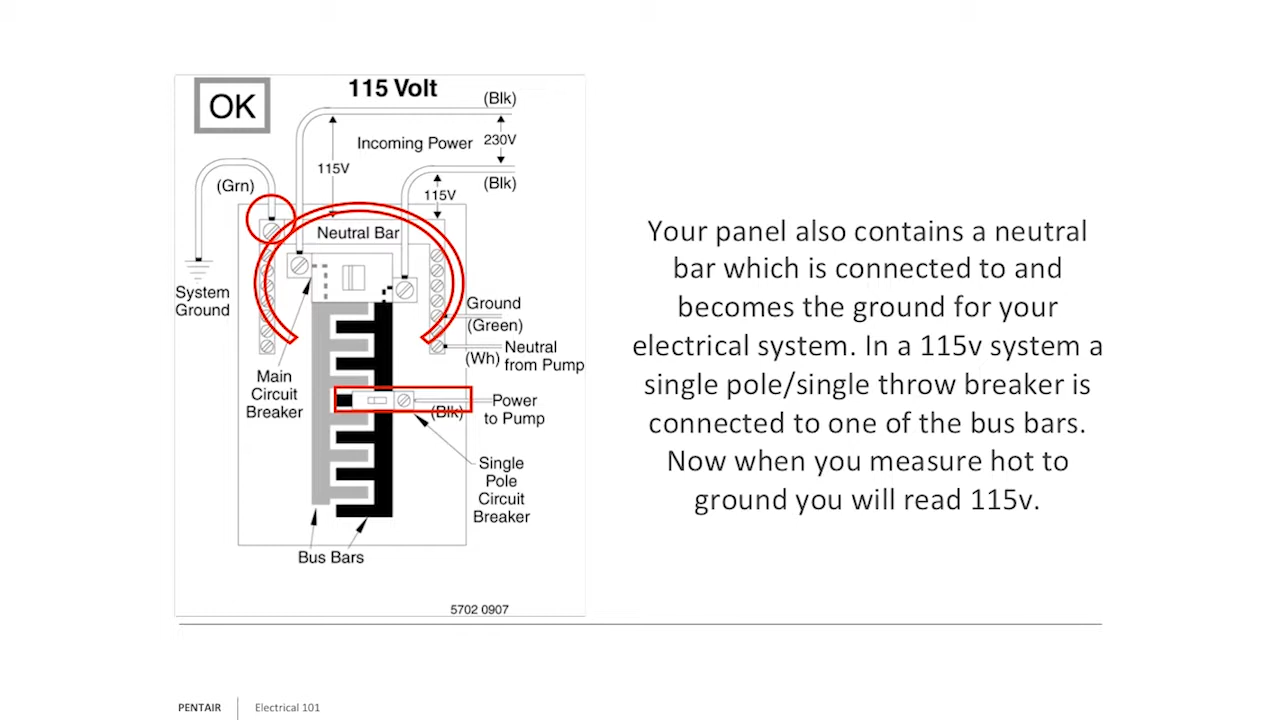 OK
115 Volt
(Blk)
Incoming Power
230V
115V
(Blk)
(Grn)
115V
Neutral Bar
System
Ground
Ground
(Green)
Neutral
(Wh) from Pump
Main
Circuit
Breaker
Power
(Blk)
to Pump
Single
Pole
Circuit
Breaker
Bus Bars
5702 0907
Your panel also contains a neutral
bar which is connected to and
becomes the ground for your
electrical system. In a 115v system a
single pole/single throw breaker is
connected to one of the bus bars.
Now when you measure hot to
ground you will read 115v.
PENTAIR
Electrical 101